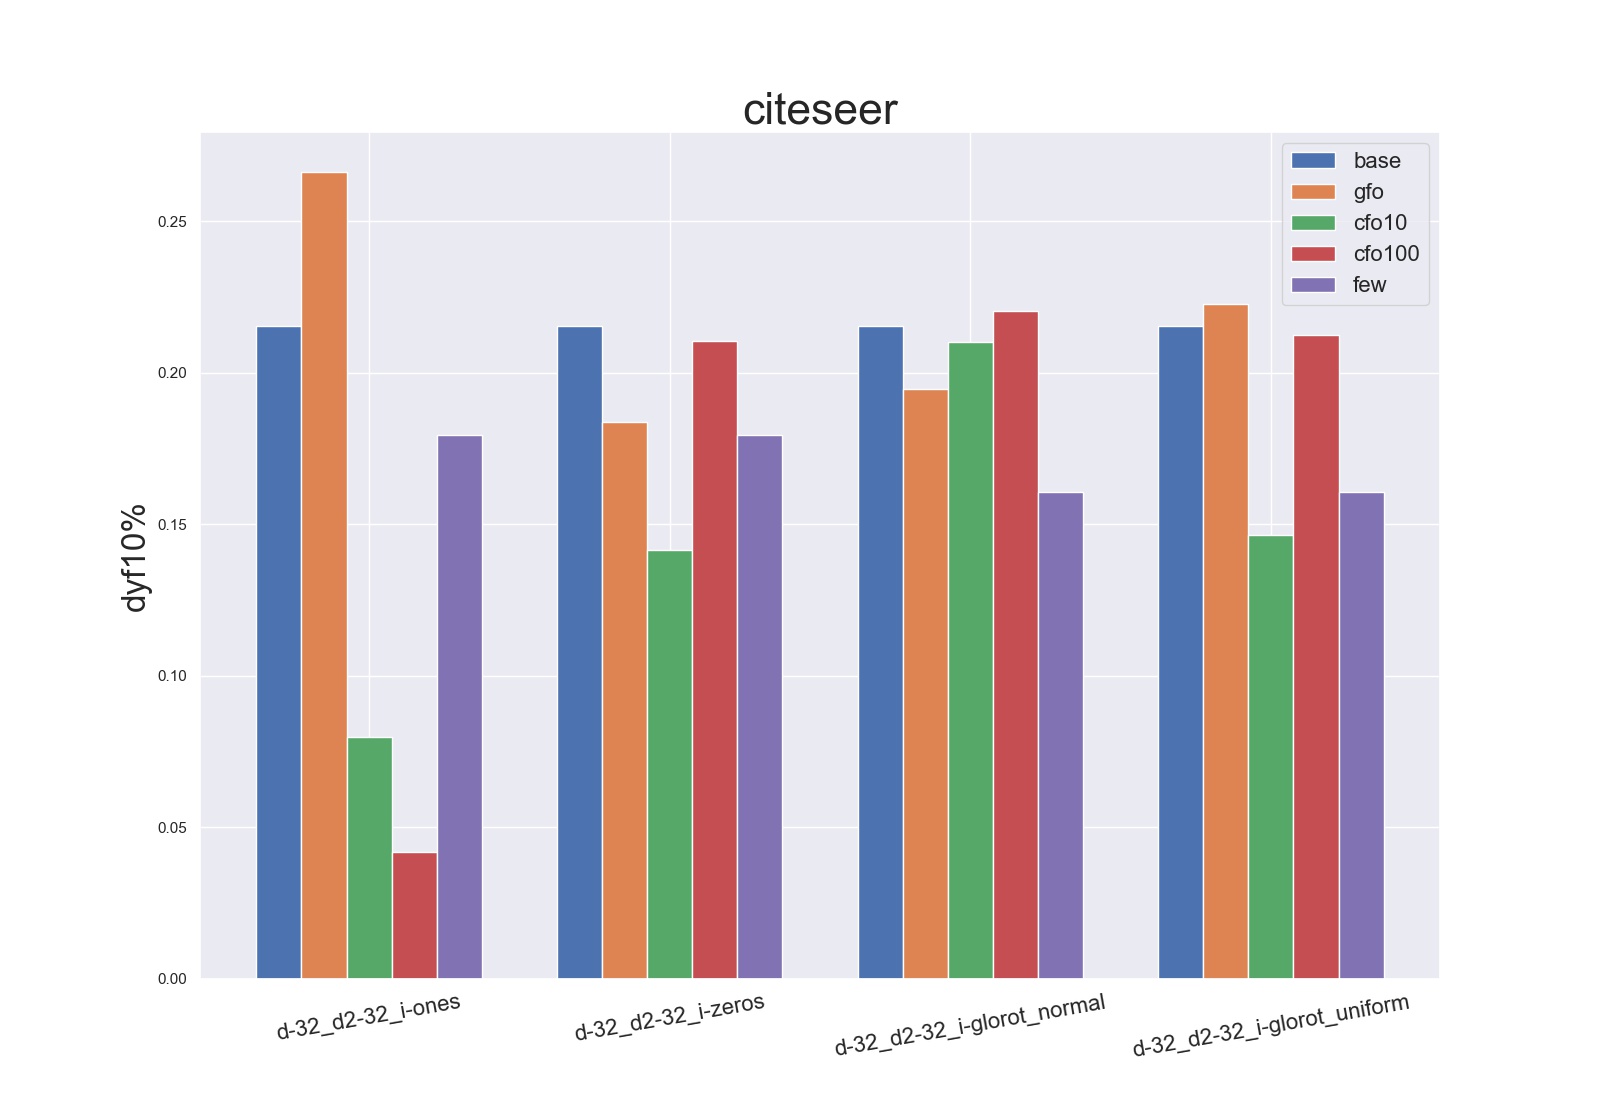 citeseer
base
gfo
cfo10
cfo100
few
dyf10%
0.25
0.20
0.15
0.10
0.05
0.00
d-32_d2-32_i-ones
d-32_d2-32_i-zeros
d-32_d2-32_i-glorot_normal
d-32_d2-32_i-glorot_uniform